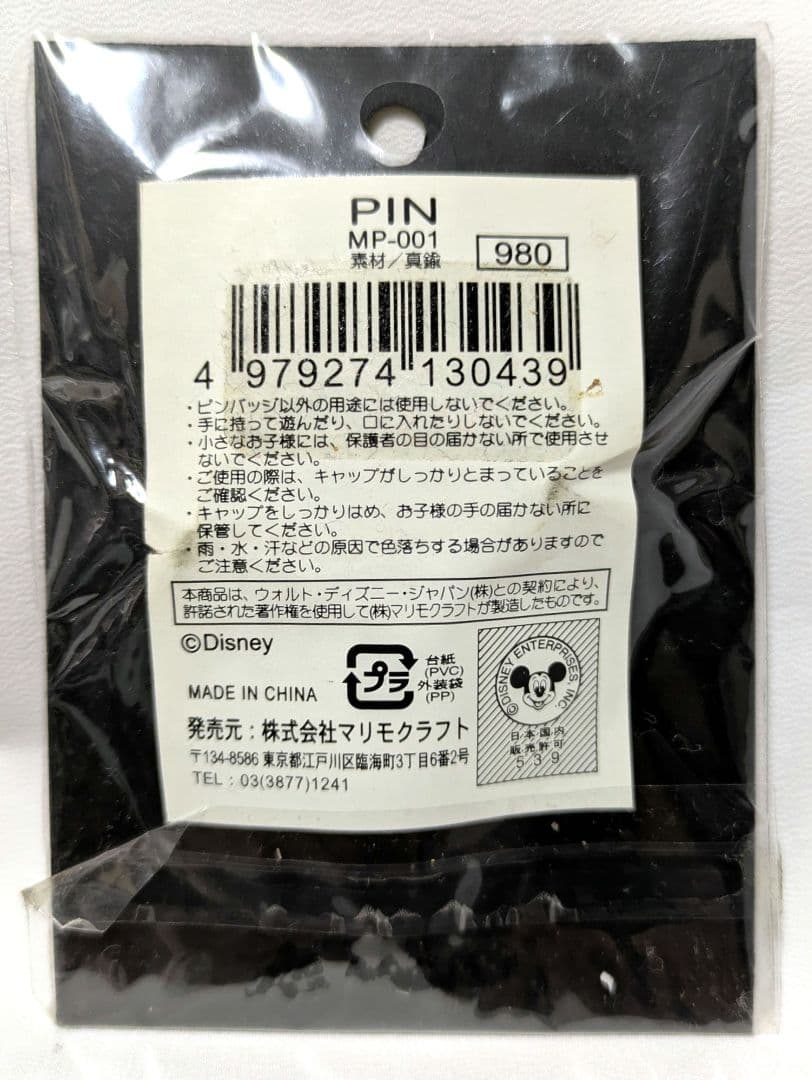 PIN
MP-001
素材/真鍮
980
4 979274 130439
・ピンバッジ以外の用途には使用しないでください。
・手に持って遊んだり、口に入れたりしないでください。
・小さなお子様には、保護者の目の届かない所で使用させ
ないでください。
・ご使用の際は、キャップがしっかりとまっていることを
ご確認ください。
・キャップをしっかりはめ、お子様の手の届かない所に
保管してください。
・雨・水・汗などの原因で色落ちする場合がありますので
ご注意ください。
本商品は、ウォルト・ディズニー・ジャパン(株)との契約により、
許諾された著作権を使用して(株)マリモクラフトが製造したものです。
©Disney
プラ
台紙
(PVC)
外装袋
(PP)
MADE IN CHINA
©DISNEY ENTERPRISES INC.
日本国内
販売許可
539
発売元：株式会社マリモクラフト
〒134-8586 東京都江戸川区臨海町3丁目6番2号
TEL：03(3877)1241